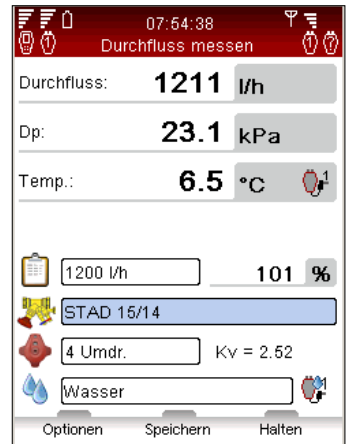 07:54:38
Durchfluss messen
Durchfluss: 1211 l/h
Dp: 23.1 kPa
Temp.: 6.5 °C 1
1200 l/h 101 %
STAD 15/14
4 Umdr. Kv = 2.52
Wasser
Optionen Speichern Halten